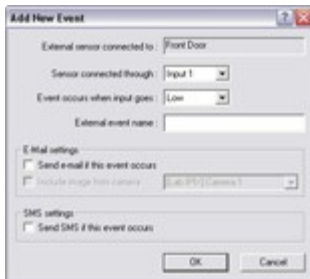 Add New Event
External sensor connected to : Front Door
Sensor connected through : Input 1
Event occurs when input goes : Low
External event name :
E-Mail settings
Send e-mail if this event occurs
Include image from camera Camera 1
SMS settings
Send SMS if this event occurs
OK Cancel